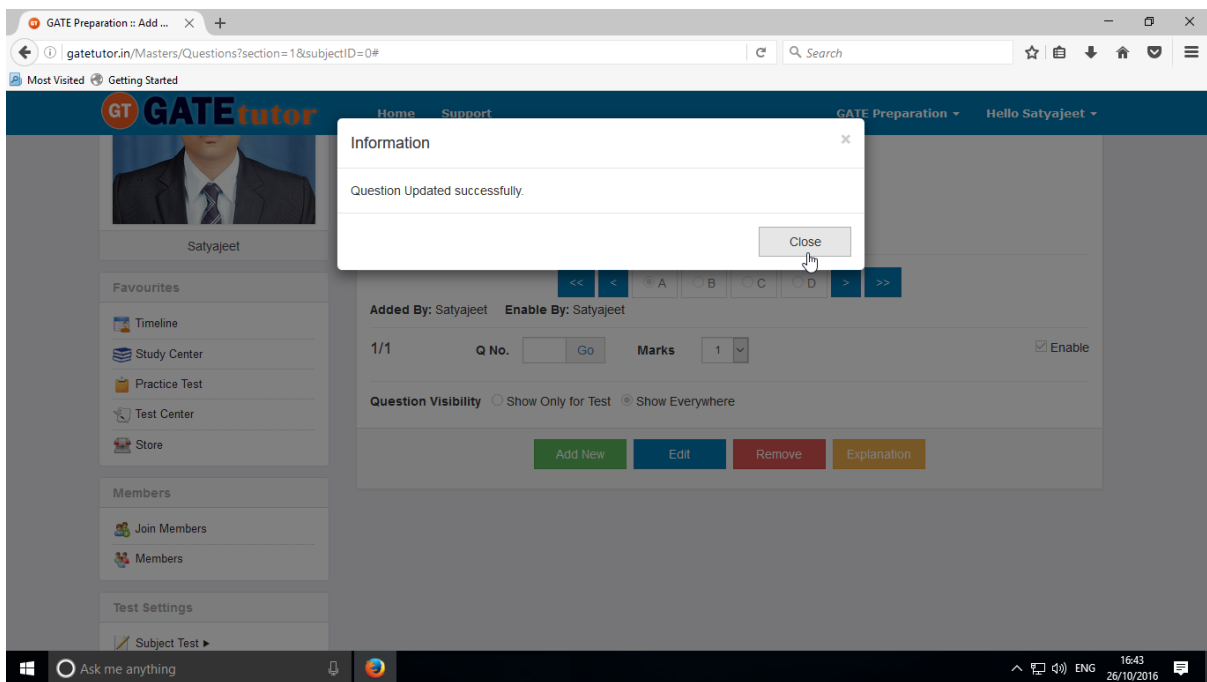 GATE Preparation :: Add ...
gatetutor.in/Masters/Questions?section=1&subjectID=0#
Search
Most Visited Getting Started
GT GATEtutor Home Support GATE Preparation Hello Satyajeet
Information ×
Question Updated successfully.
Close
Satyajeet
<< < A B C D > >>
Added By: Satyajeet Enable By: Satyajeet
1/1 Q No. Go Marks 1 Enable
Question Visibility Show Only for Test Show Everywhere
Add New Edit Remove Explanation
Favourites
Timeline
Study Center
Practice Test
Test Center
Store
Members
Join Members
Members
Test Settings
Subject Test
Ask me anything
ENG
16:43
26/10/2016